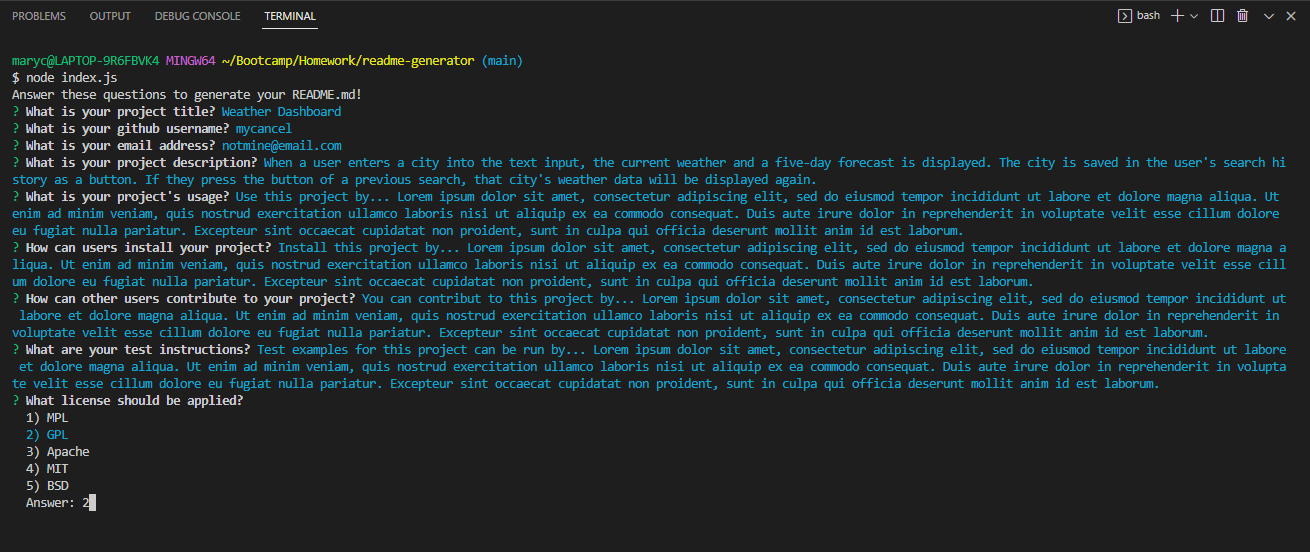 PROBLEMS OUTPUT DEBUG CONSOLE TERMINAL bash
maryc@LAPTOP-9R6FBVK4 MINGW64 ~/Bootcamp/Homework/readme-generator (main)
$ node index.js
Answer these questions to generate your README.md!
? What is your project title? Weather Dashboard
? What is your github username? mycancel
? What is your email address? notmine@email.com
? What is your project description? When a user enters a city into the text input, the current weather and a five-day forecast is displayed. The city is saved in the user's search hi
story as a button. If they press the button of a previous search, that city's weather data will be displayed again.
? What is your project's usage? Use this project by... Lorem ipsum dolor sit amet, consectetur adipiscing elit, sed do eiusmod tempor incididunt ut labore et dolore magna aliqua. Ut
enim ad minim veniam, quis nostrud exercitation ullamco laboris nisi ut aliquip ex ea commodo consequat. Duis aute irure dolor in reprehenderit in voluptate velit esse cillum dolore
eu fugiat nulla pariatur. Excepteur sint occaecat cupidatat non proident, sunt in culpa qui officia deserunt mollit anim id est laborum.
? How can users install your project? Install this project by... Lorem ipsum dolor sit amet, consectetur adipiscing elit, sed do eiusmod tempor incididunt ut labore et dolore magna a
liqua. Ut enim ad minim veniam, quis nostrud exercitation ullamco laboris nisi ut aliquip ex ea commodo consequat. Duis aute irure dolor in reprehenderit in voluptate velit esse cill
um dolore eu fugiat nulla pariatur. Excepteur sint occaecat cupidatat non proident, sunt in culpa qui officia deserunt mollit anim id est laborum.
? How can other users contribute to your project? You can contribut to this project by... Lorem ipsum dolor sit amet, consectetur adipiscing elit, sed do eiusmod tempor incididunt ut
labore et dolore magna aliqua. Ut enim ad minim veniam, quis nostrud exercitation ullamco laboris nisi ut aliquip ex ea commodo consequat. Duis aute irure dolor in reprehenderit in
voluptate velit esse cillum dolore eu fugiat nulla pariatur. Excepteur sint occaecat cupidatat non proident, sunt in culpa qui officia deserunt mollit anim id est laborum.
? What are your test instructions? Test examples for this project can be run by... Lorem ipsum dolor sit amet, consectetur adipiscing elit, sed do eiusmod tempor incididunt ut labore
et dolore magna aliqua. Ut enim ad minim veniam, quis nostrud exercitation ullamco laboris nisi ut aliquip ex ea commodo consequat. Duis aute irure dolor in reprehenderit in volupta
te velit esse cillum dolore eu fugiat nulla pariatur. Excepteur sint occaecat cupidatat non proident, sunt in culpa qui officia deserunt mollit anim id est laborum.
? What license should be applied?
1) MPL
2) GPL
3) Apache
4) MIT
5) BSD
Answer: 2